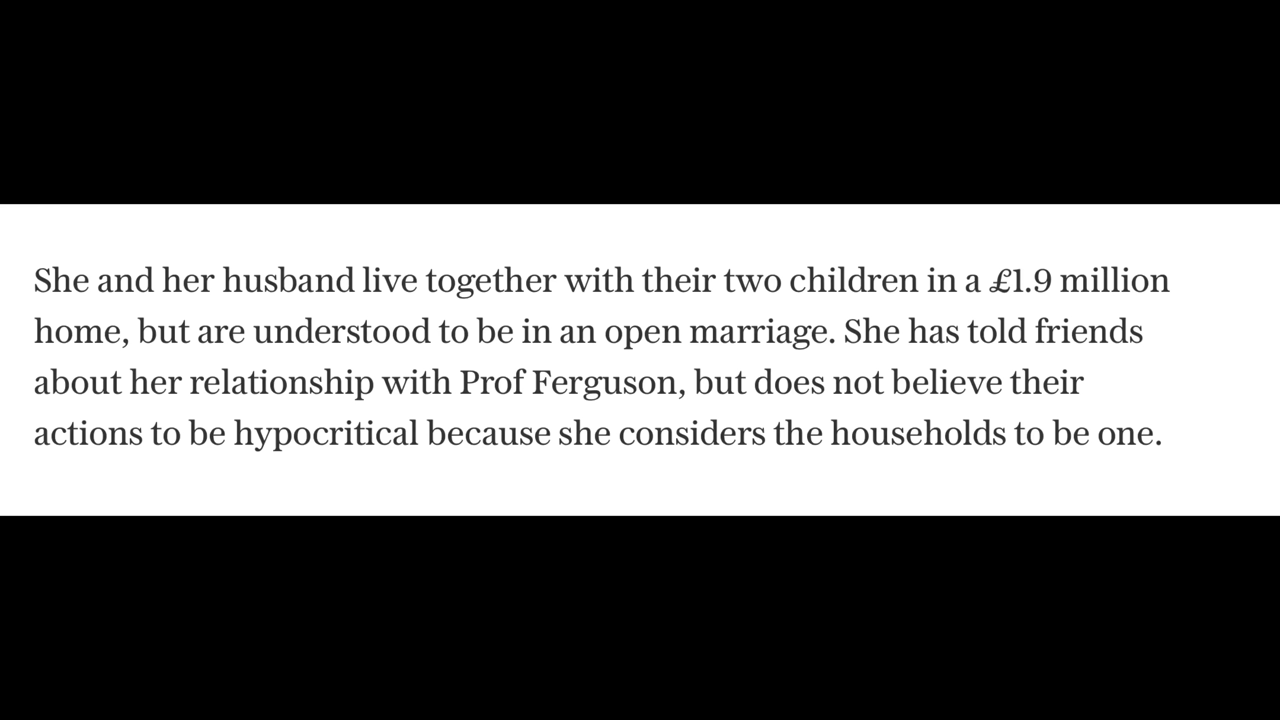 She and her husband live together with their two children in a £1.9 million
home, but are understood to be in an open marriage. She has told friends
about her relationship with Prof Ferguson, but does not believe their
actions to be hypocritical because she considers the households to be one.